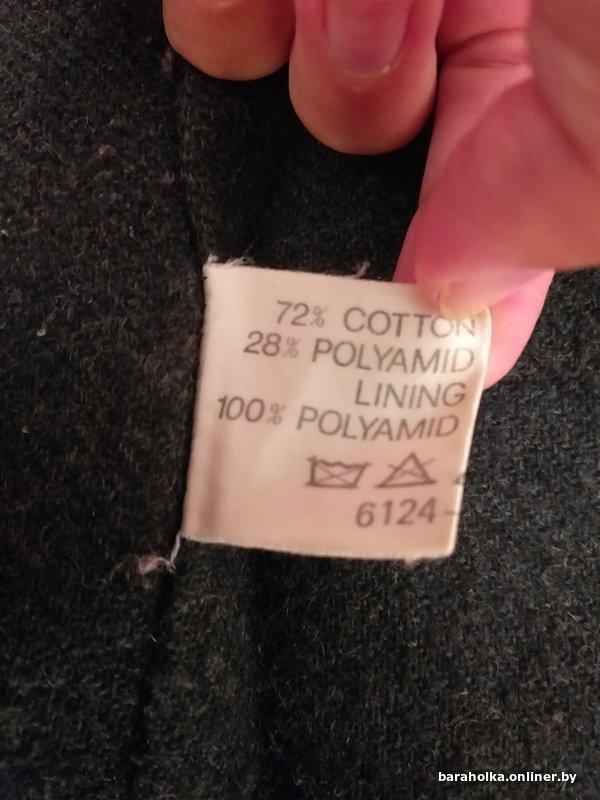 72% COTTON
28% POLYAMID
LINING
100% POLYAMID
6124-
baraholka.onliner.by